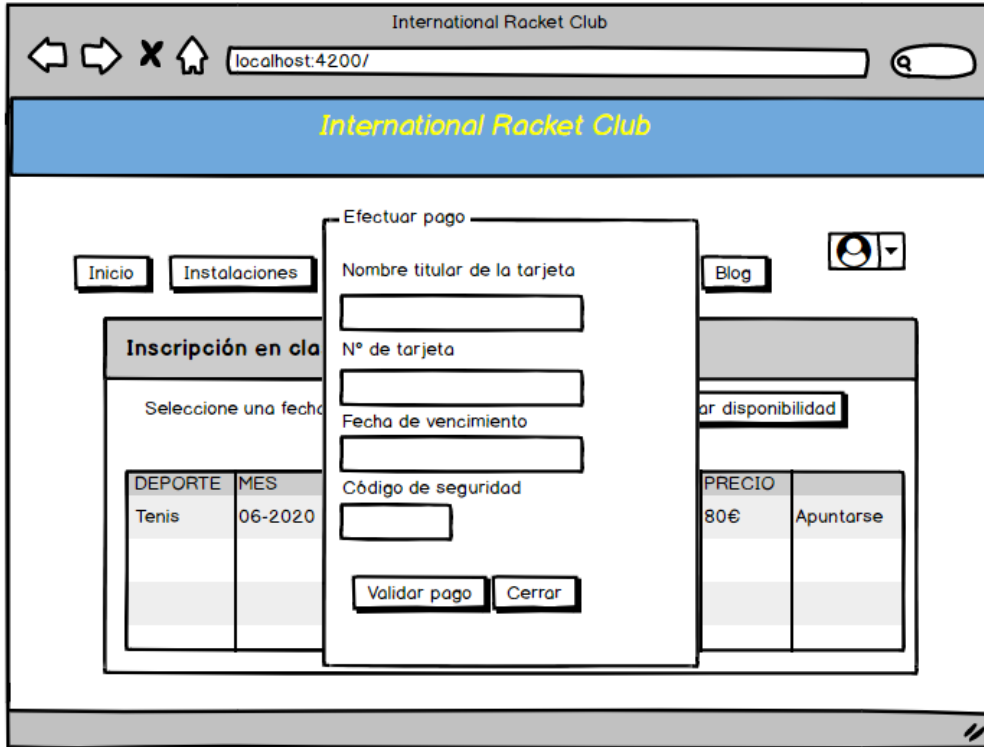 International Racket Club
localhost:4200/
International Racket Club
Efectuar pago
Inicio
Instalaciones
Blog
Nombre titular de la tarjeta
Inscripción en cla
Nº de tarjeta
Seleccione una fecha
ar disponibilidad
Fecha de vencimiento
DEPORTE MES PRECIO
Código de seguridad
Tenis 06-2020 80€ Apuntarse
Validar pago
Cerrar